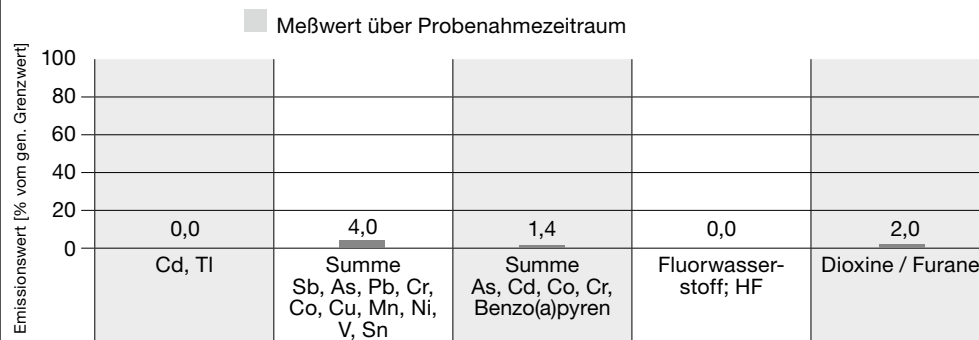 Meßwert über Probenahmezeitraum
Emissionswert [% vom gen. Grenzwert]
100
80
60
40
20
0
0,0
4,0
1,4
0,0
2,0
Cd, Tl
Summe
Sb, As, Pb, Cr,
Co, Cu, Mn, Ni,
V, Sn
Summe
As, Cd, Co, Cr,
Benzo(a)pyren
Fluorwasser-
stoff; HF
Dioxine / Furane